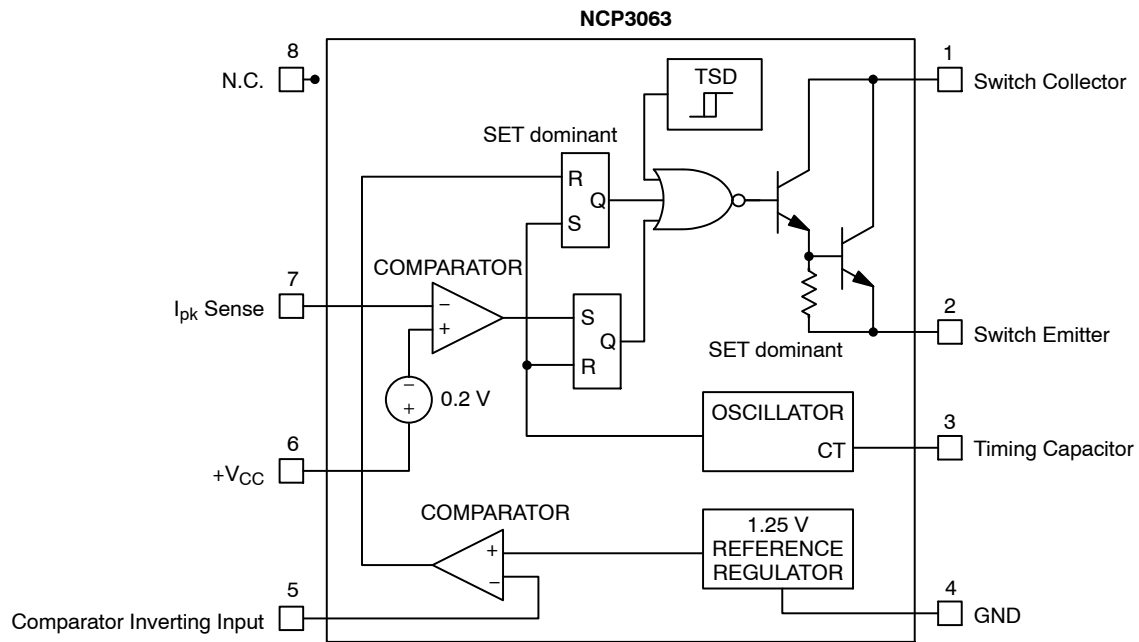 NCP3063
8
N.C.
TSD
1
Switch Collector
SET dominant
R
Q
S
COMPARATOR
7
Ipk Sense
−
+
S
Q
R
2
Switch Emitter
SET dominant
−
+
0.2 V
OSCILLATOR
CT
3
Timing Capacitor
6
+VCC
COMPARATOR
+
−
1.25 V
REFERENCE
REGULATOR
5
Comparator Inverting Input
4
GND